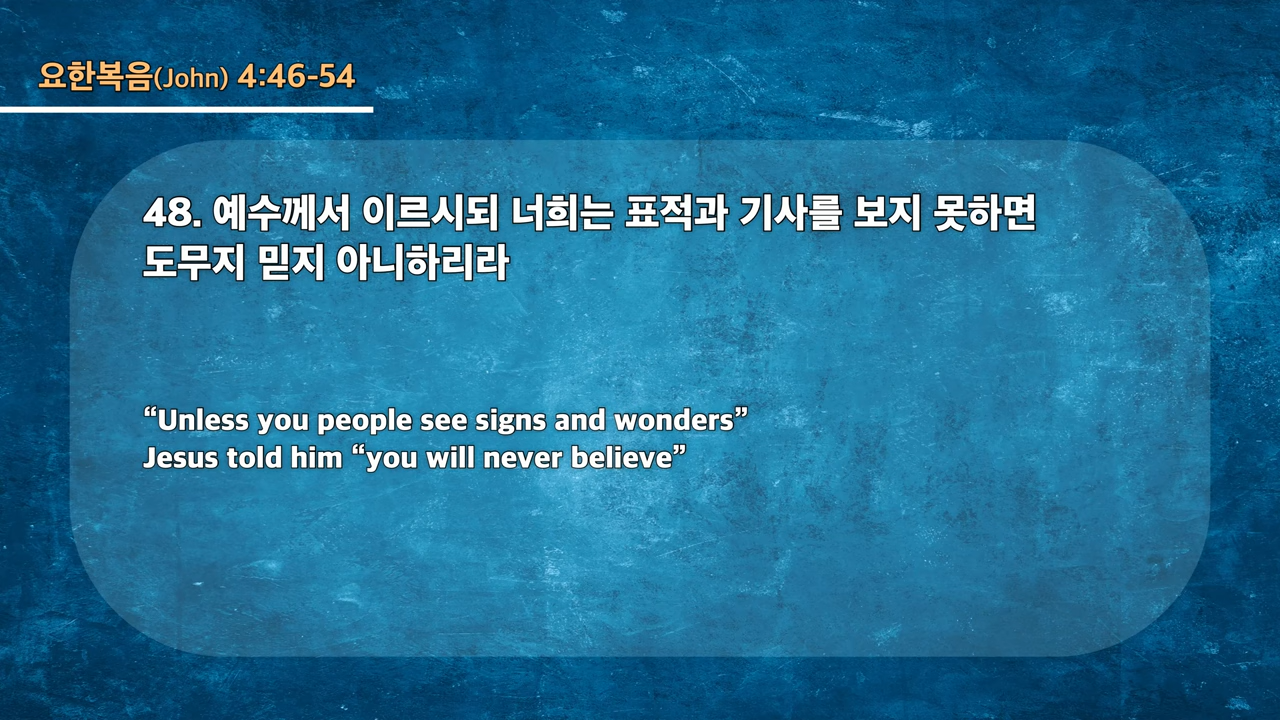 요한복음(John) 4:46-54
48. 예수께서 이르시되 너희는 표적과 기사를 보지 못하면
도무지 믿지 아니하리라
“Unless you people see signs and wonders”
Jesus told him “you will never believe”